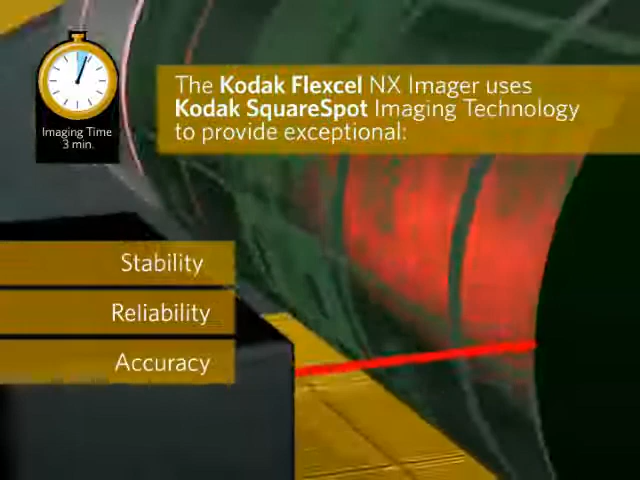 The Kodak Flexcel NX Imager uses
Kodak SquareSpot Imaging Technology
to provide exceptional:
Imaging Time
3 min.
Stability
Reliability
Accuracy